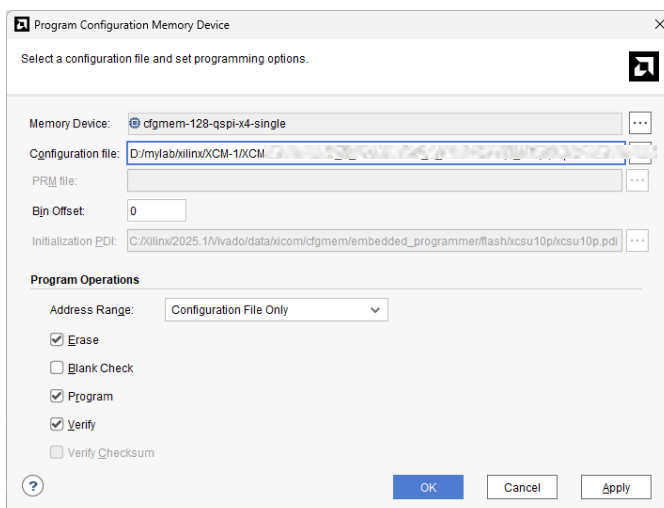 Program Configuration Memory Device
Select a configuration file and set programming options.
Memory Device: cfgmem-128-qspi-x4-single ...
Configuration file: D:/mylab/xilinx/XCM-1/XCM
PRM file: ...
Bin Offset: 0
Initialization PDI: C:/Xilinx/2025.1/Vivado/data/xicom/cfgmem/embedded_programmer/flash/xcsu10p/xcsu10p.pdi ...
Program Operations
Address Range: Configuration File Only
Erase
Blank Check
Program
Verify
Verify Checksum
? OK Cancel Apply